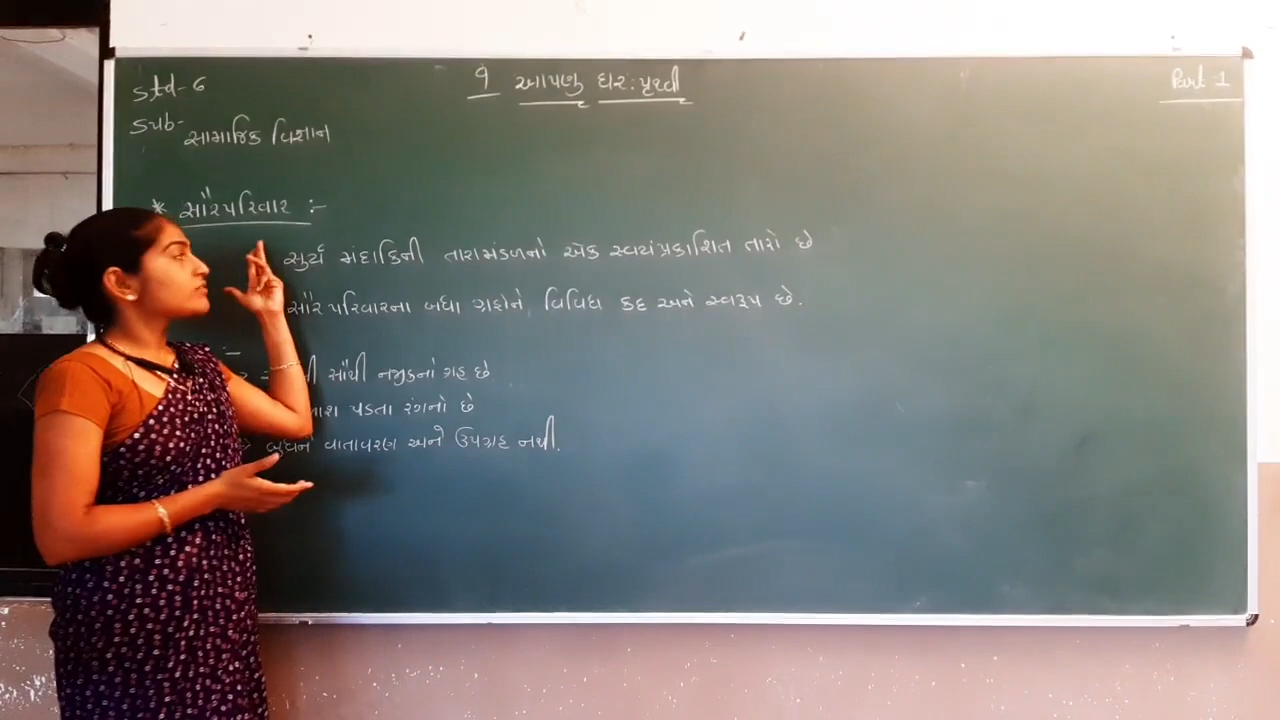 Std-6
૧ આપણું ઘર : પૃથ્વી
Part-1
Sub-
સામાજિક વિજ્ઞાન
* સૌરપરિવાર :-
સુર્ય મંદાકિની તારામંડળનો એક સ્વયંપ્રકાશિત તારો છે
સૌરપરિવારના બધા ગ્રહોને વિવિધ કદ અને સ્વરૂપ છે.
:-
સૌથી નજીકનો ગ્રહ છે
પડતા રંગનો છે
બુધને વાતાવરણ અને ઉપગ્રહ નથી.